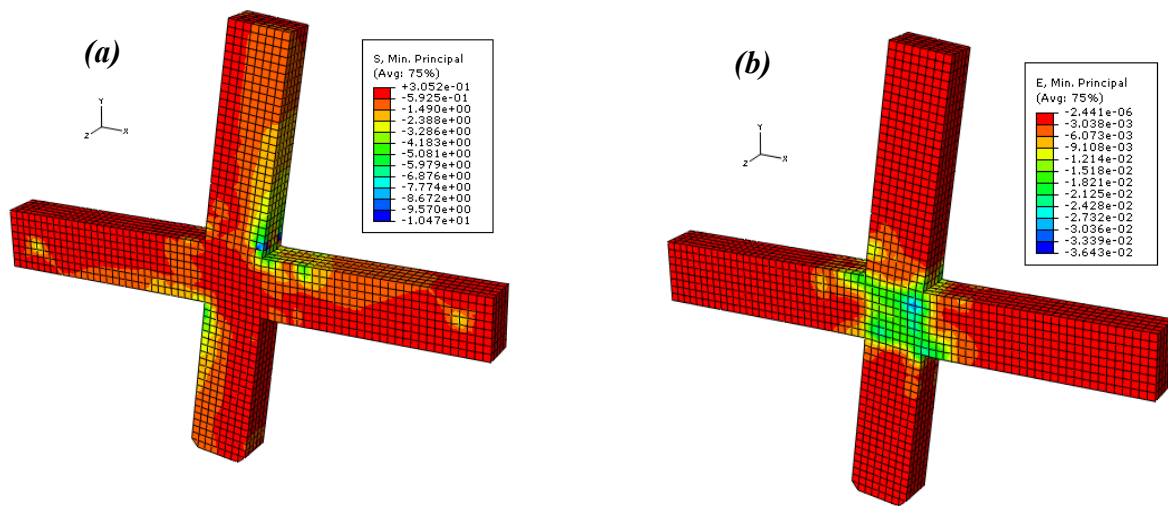 (a)
S, Min. Principal
(Avg: 75%)
+3.052e-01
-5.925e-01
-1.490e+00
-2.388e+00
-3.286e+00
-4.183e+00
-5.081e+00
-5.979e+00
-6.876e+00
-7.774e+00
-8.672e+00
-9.570e+00
-1.047e+01
Y
Z
X
(b)
E, Min. Principal
(Avg: 75%)
-2.441e-06
-3.038e-03
-6.073e-03
-9.108e-03
-1.214e-02
-1.518e-02
-1.821e-02
-2.125e-02
-2.428e-02
-2.732e-02
-3.036e-02
-3.339e-02
-3.643e-02
Y
Z
X